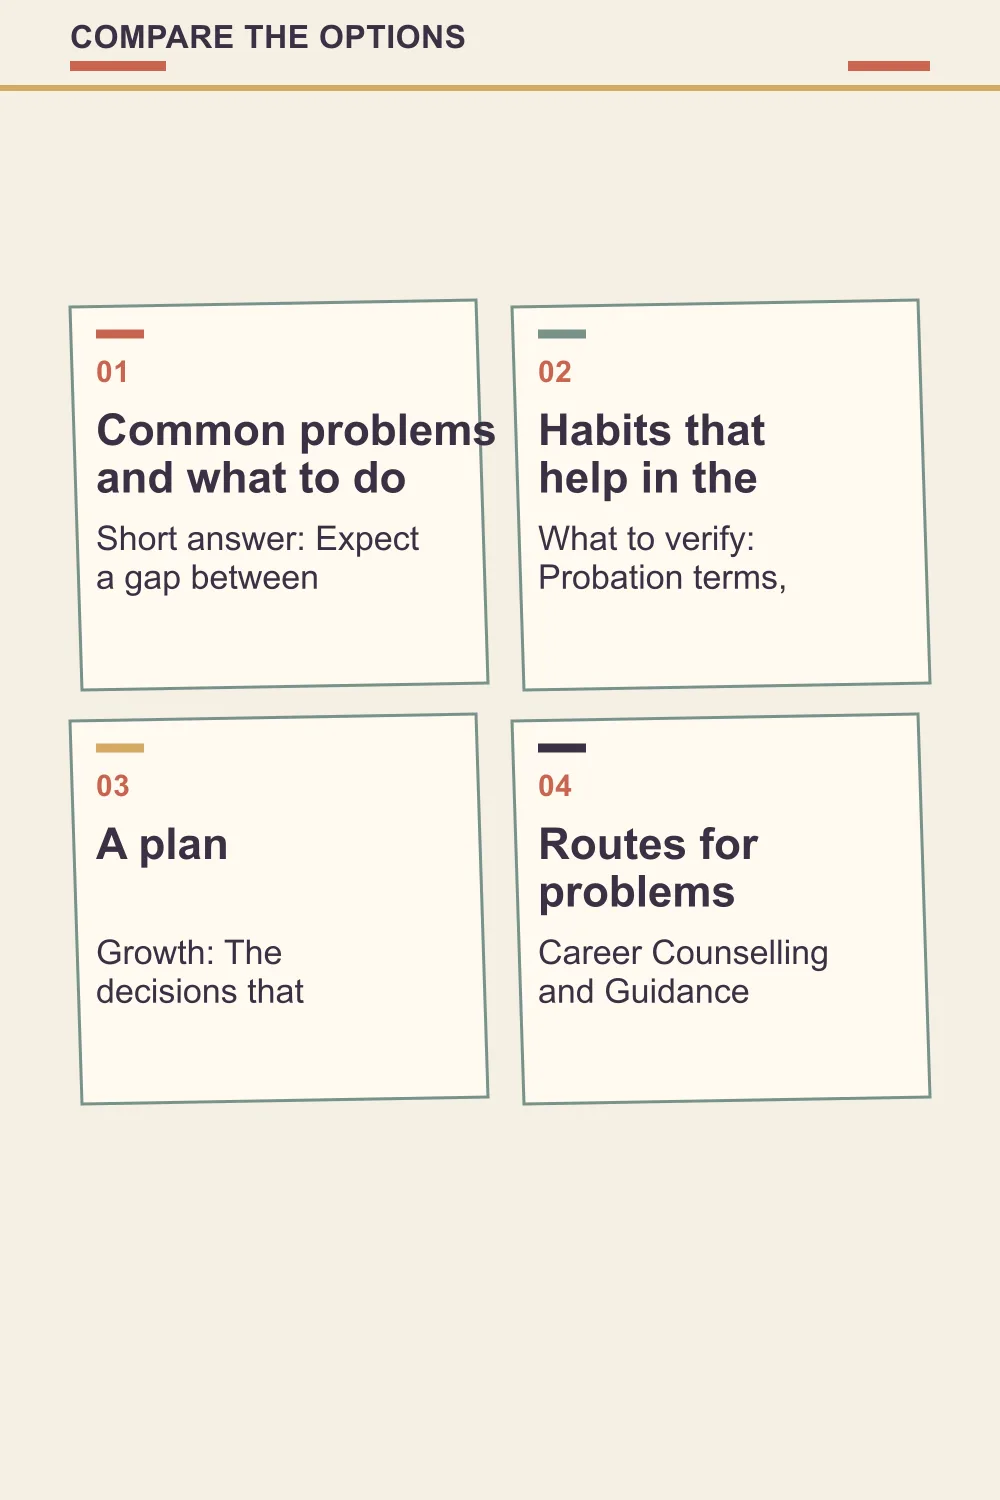 COMPARE THE OPTIONS
01
Common problems
and what to do
Short answer: Expect
a gap between
02
Habits that
help in the
What to verify:
Probation terms,
03
A plan
Growth: The
decisions that
04
Routes for
problems
Career Counselling
and Guidance